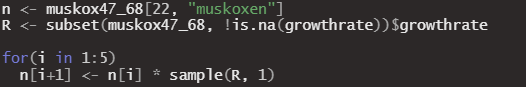 n <- muskox47_68[22, "muskoxen"]
R <- subset(muskox47_68, !is.na(growthrate))$growthrate
for(i in 1:5)
n[i+1] <- n[i] * sample(R, 1)